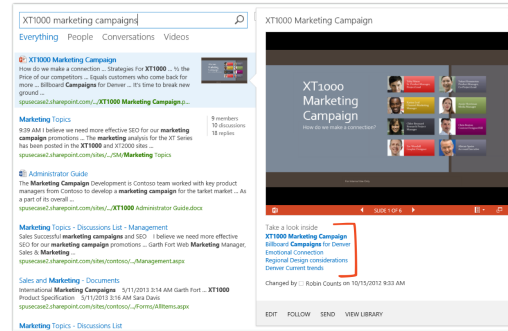 XT1000 marketing campaigns
Everything People Conversations Videos
XT1000 Marketing Campaign
How do we make a connection? ... Strategies For XT1000 ... % the
Price of our competitors ... Equals customers who come back for
more ... Billboard Campaigns for Denver ... It's time to break new
ground ...
spusecase2.sharepoint.com/.../XT1000 Marketing Campaign.p...
Marketing Topics
9:39 AM I believe we need more effective SEO for our marketing
campaign promotions ... The marketing analysis for the XT Series
has been posted in the XT1000 and XT2000 sites ...
spusecase2.sharepoint.com/sites/.../SM/Marketing Topics
9 members
10 discussions
18 replies
Administrator Guide
The Marketing Campaign Development is Contoso team worked with key product
managers from Contoso to develop a marketing campaign for the tarket market ... As
a part of its overall ...
spusecase2.sharepoint.com/sites/.../XT1000 Administrator Guide.docx
Marketing Topics - Discussions List - Management
Sales Successful marketing campaigns and SEO I believe we need more effective
SEO for our marketing campaign promotions ... Garth Fort Web Marketing Manager,
Sales & Marketing ...
spusecase2.sharepoint.com/sites/contoso/.../Management.aspx
Sales and Marketing - Documents
International Marketing Campaigns 5/11/2013 3:14 AM Garth Fort ... XT1000
Product Specification 5/11/2013 3:16 AM Sara Davis
spusecase2.sharepoint.com/sites/contoso/.../Forms/AllItems.aspx
Marketing Topics - Discussions List
XT1000 Marketing Campaign
XT1000
Marketing
Campaign
How do we make a connection?
SLIDE 1 OF 6
Take a look inside
XT1000 Marketing Campaign
Billboard Campaigns for Denver
Emotional Connection
Regional Design considerations
Denver Current trends
Changed by Robin Counts on 10/15/2012 9:33 AM
EDIT FOLLOW SEND VIEW LIBRARY